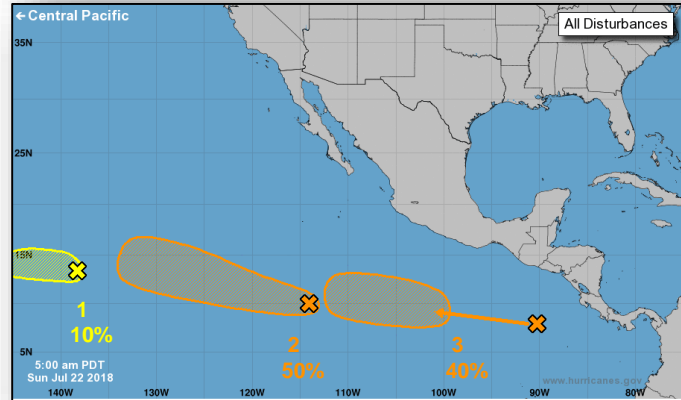 ← Central Pacific
All Disturbances
35N
25N
15N
5N
1
10%
2
50%
3
40%
5:00 am PDT
Sun Jul 22 2018
www.hurricanes.gov
140W
130W
120W
110W
100W
90W
80W